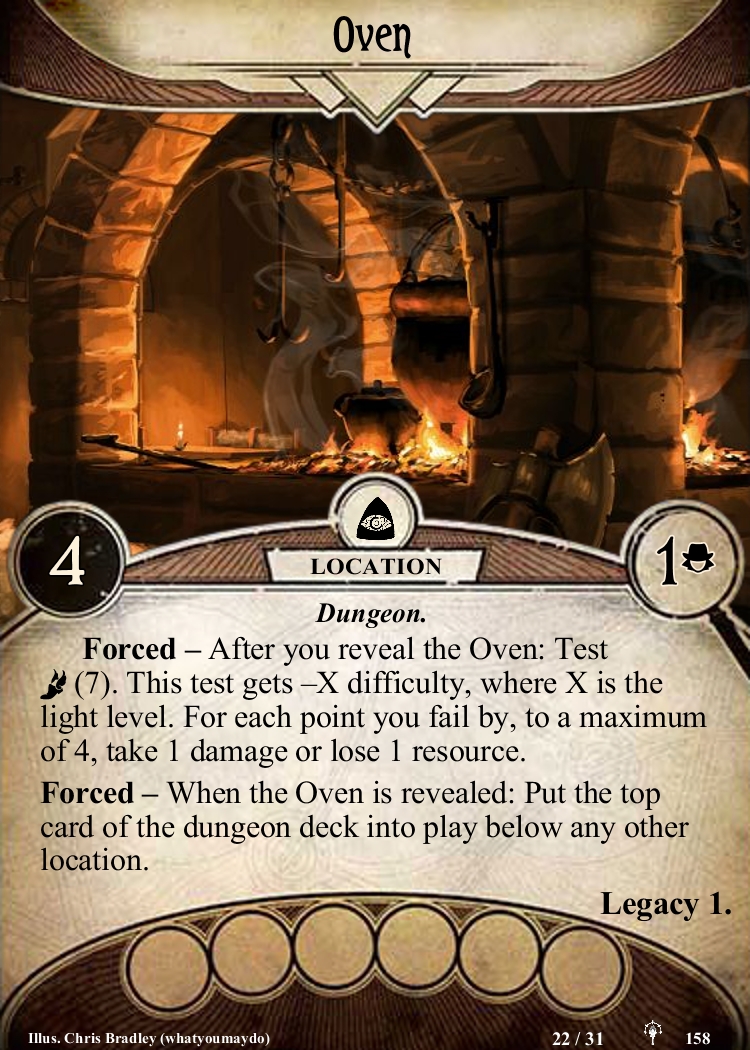 Oven
4
1
LOCATION
Dungeon.
Forced – After you reveal the Oven: Test
(7). This test gets –X difficulty, where X is the
light level. For each point you fail by, to a maximum
of 4, take 1 damage or lose 1 resource.
Forced – When the Oven is revealed: Put the top
card of the dungeon deck into play below any other
location.
Legacy 1.
Illus. Chris Bradley (whatyoumaydo)
22 / 31
158